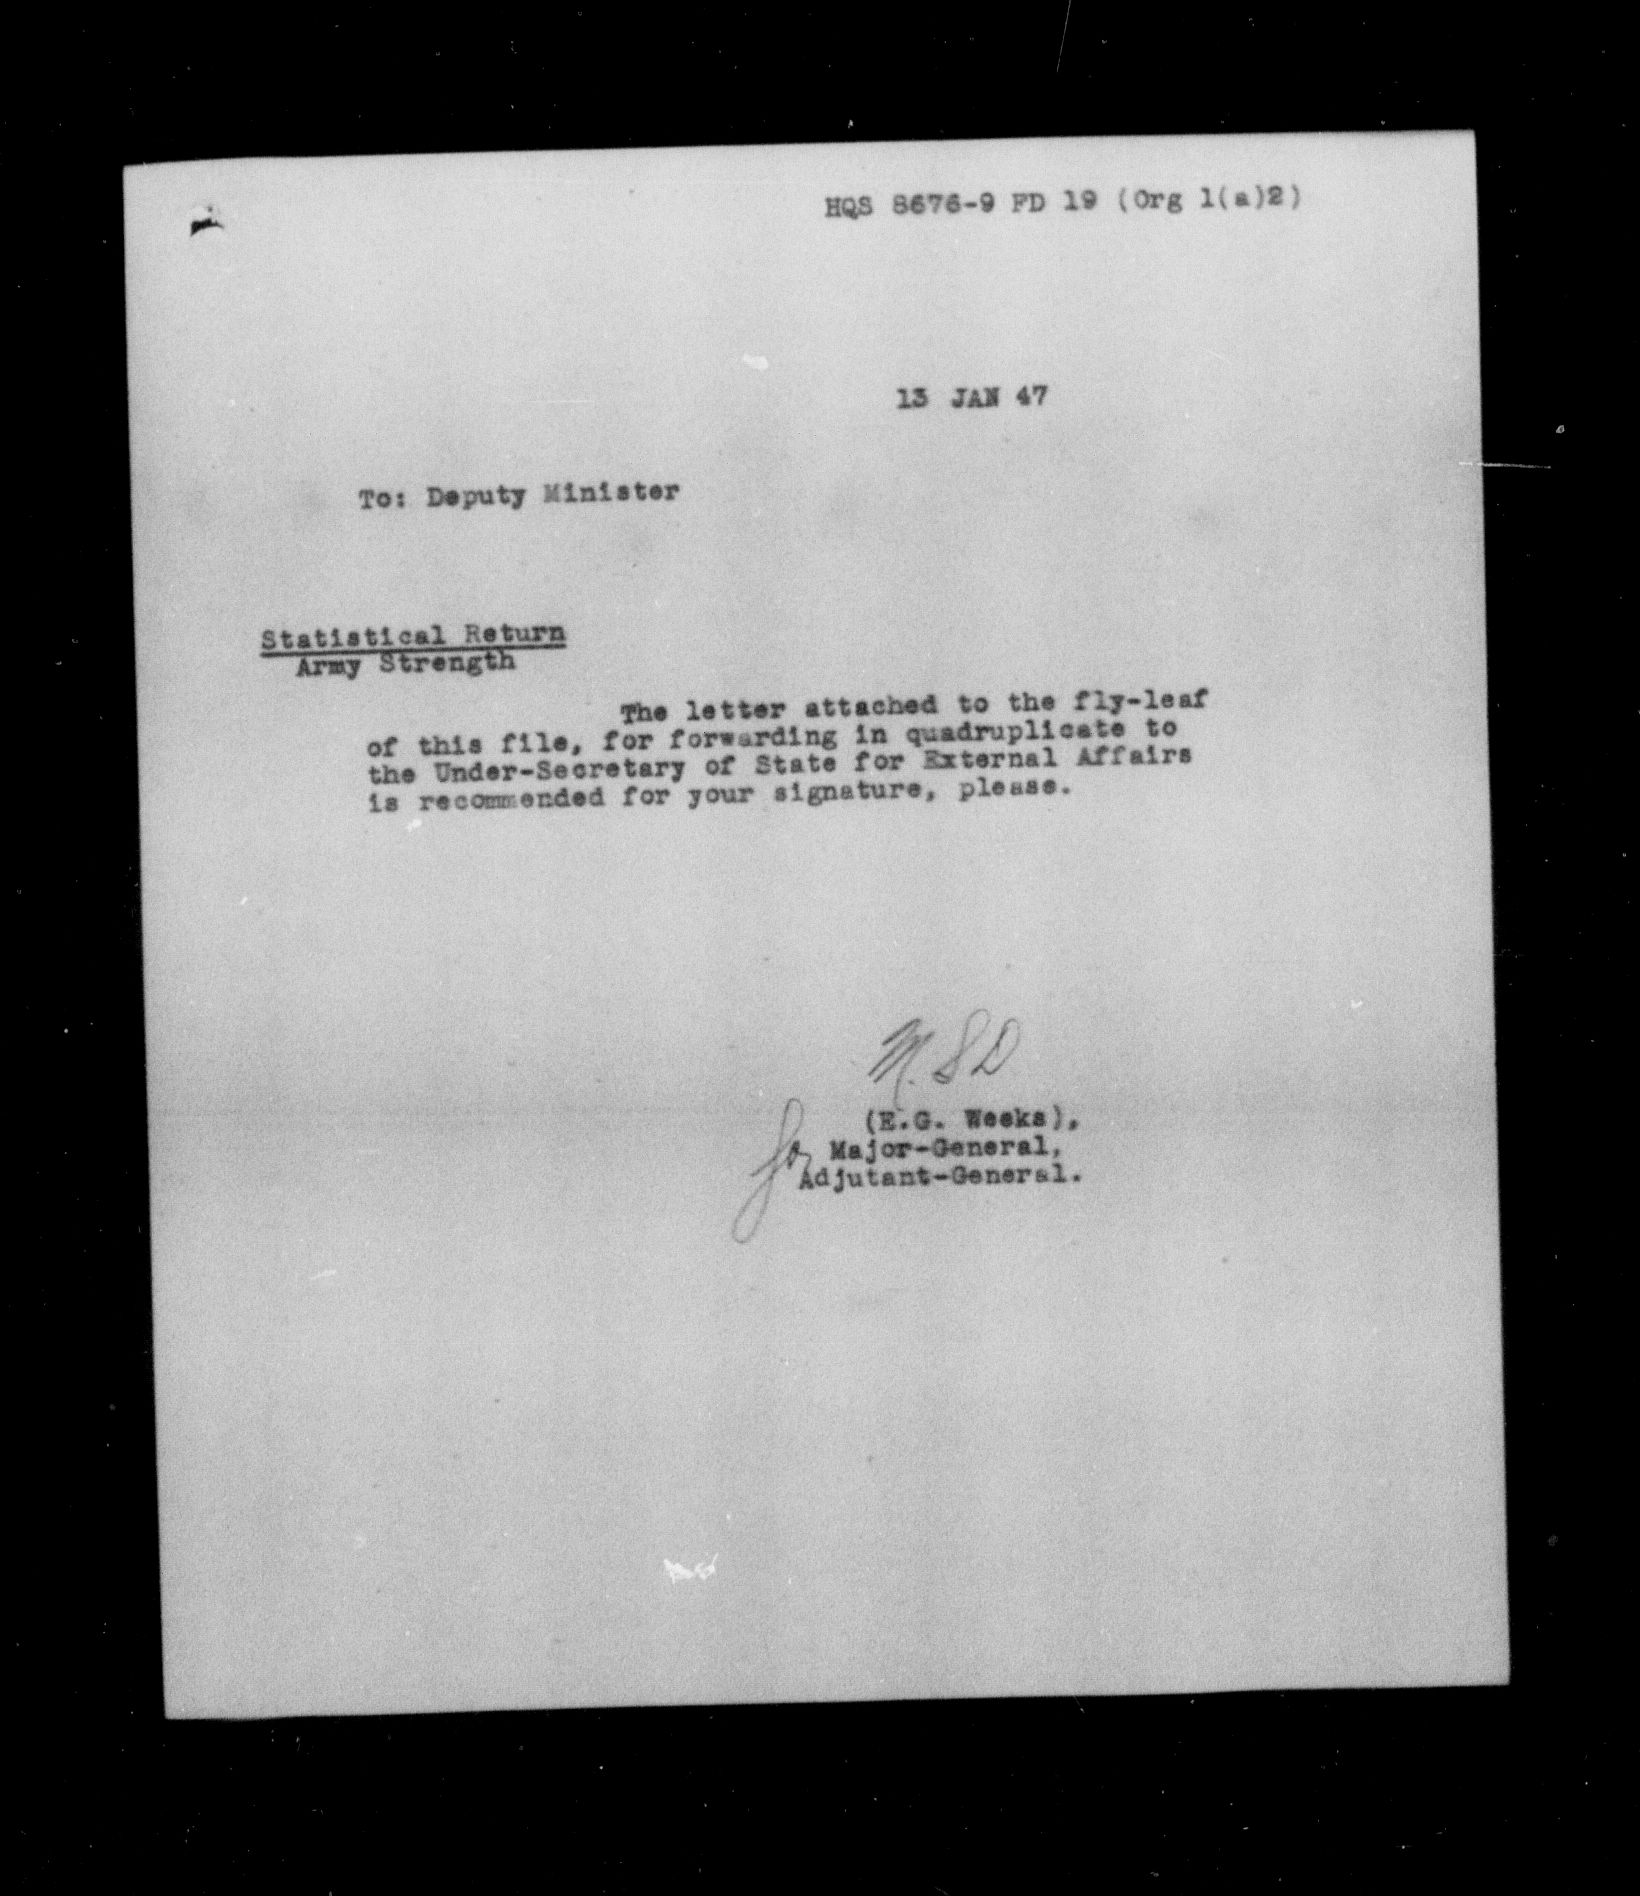 HQS 8676-9 FD 19 (Org 1(a)2)
13 JAN 47
To: Deputy Minister
Statistical Return
Army Strength
The letter attached to the fly-leaf
of this file, for forwarding in quadruplicate to
the Under-Secretary of State for External Affairs
is recommended for your signature, please.
(E.G. Weeks),
for Major-General,
Adjutant-General.